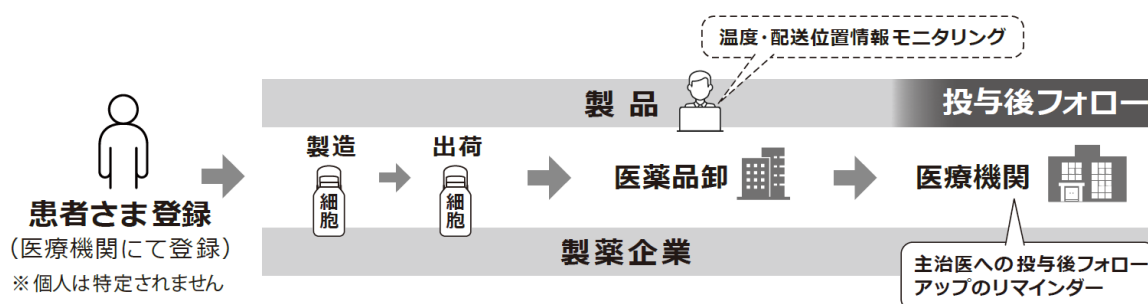 温度・配送位置情報モニタリング
製品
投与後フォロー
製造
出荷
細胞
細胞
医薬品卸
医療機関
患者さま登録
(医療機関にて登録)
※個人は特定されません
製薬企業
主治医への投与後フォロー
アップのリマインダー